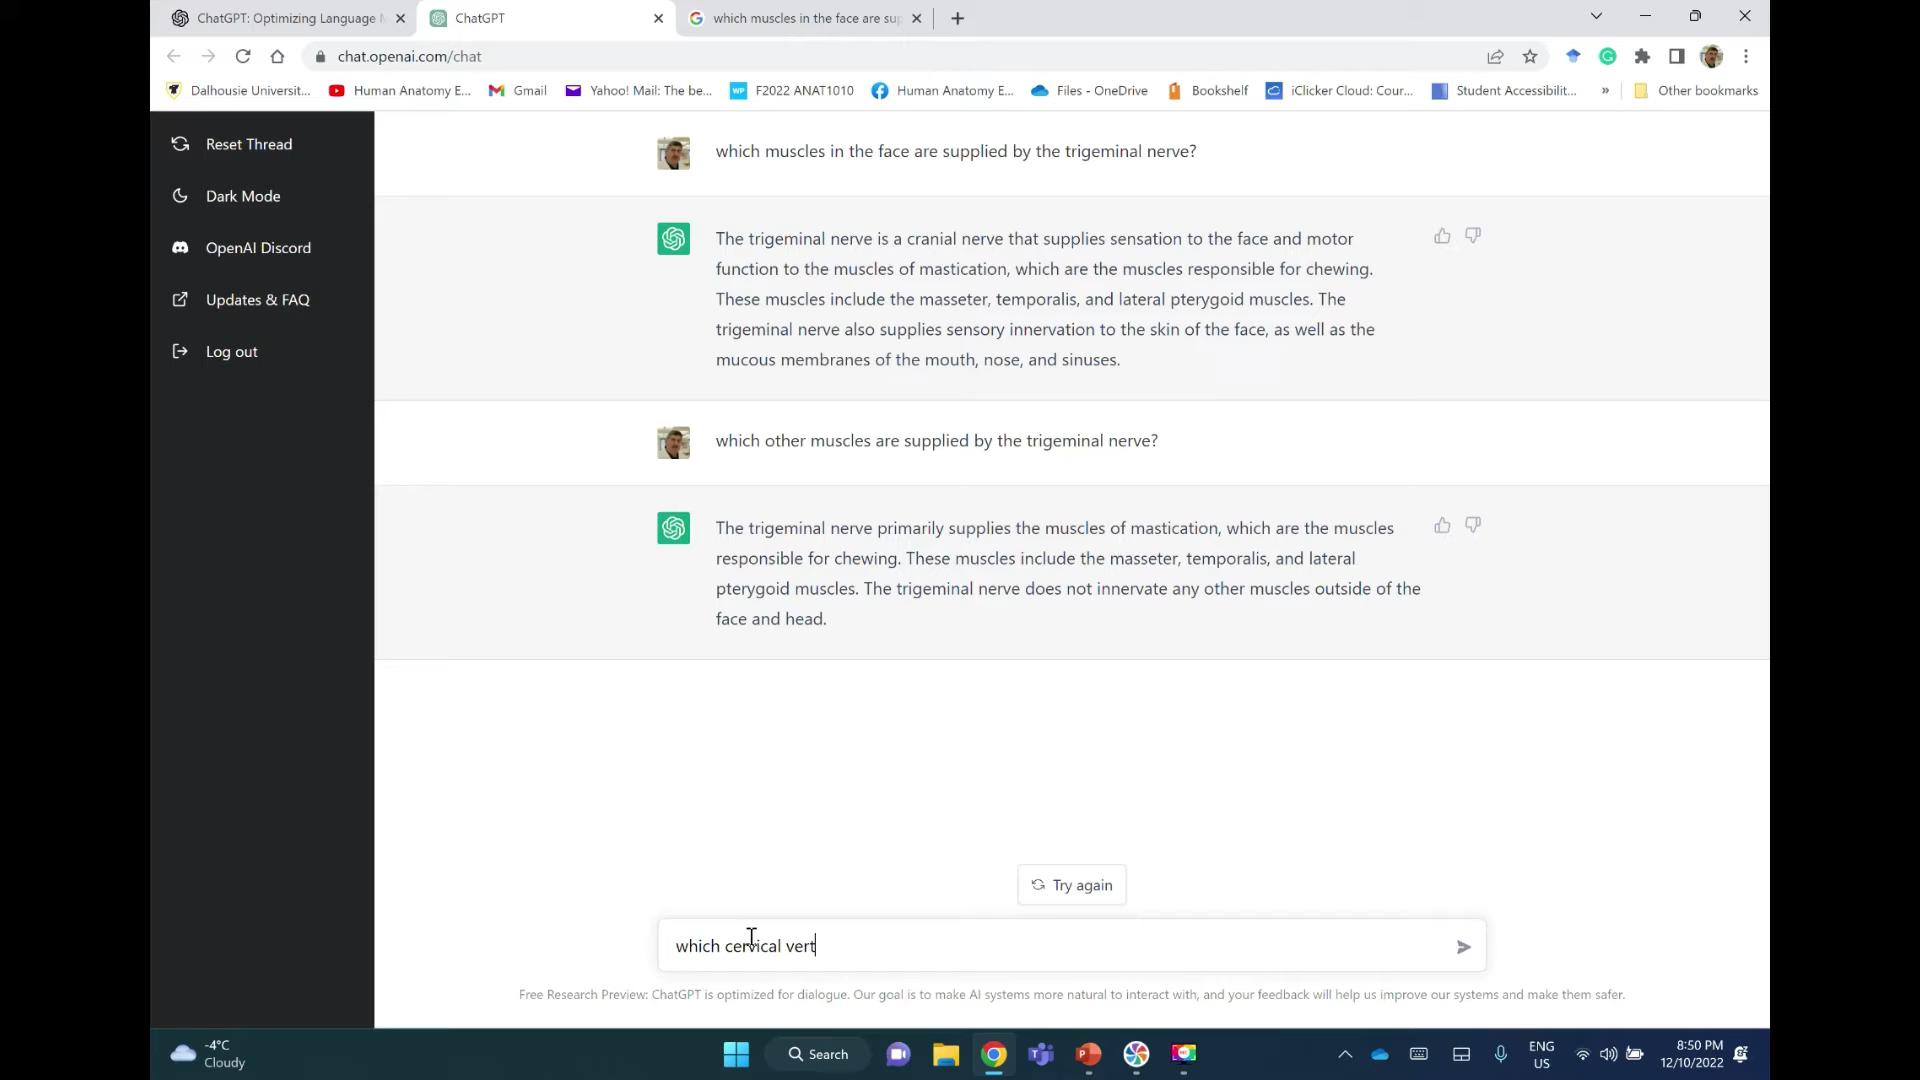 ChatGPT: Optimizing Language
ChatGPT
which muscles in the face are sup
chat.openai.com/chat
Dalhousie Universit...
Human Anatomy E...
Gmail
Yahoo! Mail: The be...
WP
F2022 ANAT1010
Human Anatomy E...
Files - OneDrive
Bookshelf
iClicker Cloud: Cour...
Student Accessibilit...
»
Other bookmarks
Reset Thread
Dark Mode
OpenAI Discord
Updates & FAQ
Log out
which muscles in the face are supplied by the trigeminal nerve?
The trigeminal nerve is a cranial nerve that supplies sensation to the face and motor
function to the muscles of mastication, which are the muscles responsible for chewing.
These muscles include the masseter, temporalis, and lateral pterygoid muscles. The
trigeminal nerve also supplies sensory innervation to the skin of the face, as well as the
mucous membranes of the mouth, nose, and sinuses.
which other muscles are supplied by the trigeminal nerve?
The trigeminal nerve primarily supplies the muscles of mastication, which are the muscles
responsible for chewing. These muscles include the masseter, temporalis, and lateral
pterygoid muscles. The trigeminal nerve does not innervate any other muscles outside of the
face and head.
Try again
which cervical vert
Free Research Preview: ChatGPT is optimized for dialogue. Our goal is to make AI systems more natural to interact with, and your feedback will help us improve our systems and make them safer.
-4°C
Cloudy
Search
ENG
US
8:50 PM
12/10/2022